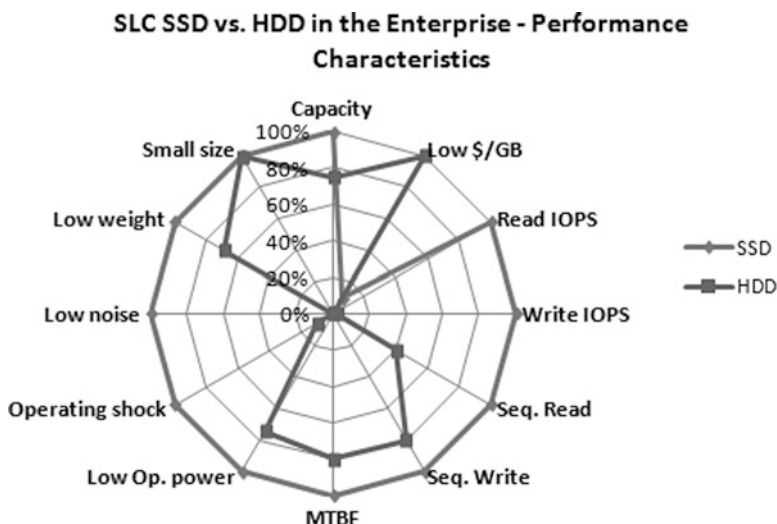 SLC SSD vs. HDD in the Enterprise - Performance
Characteristics
Capacity
100%
Small size
Low $/GB
80%
Low weight
60%
Read IOPS
40%
20%
SSD
HDD
Low noise
0%
Write IOPS
Operating shock
Seq. Read
Low Op. power
Seq. Write
MTBF